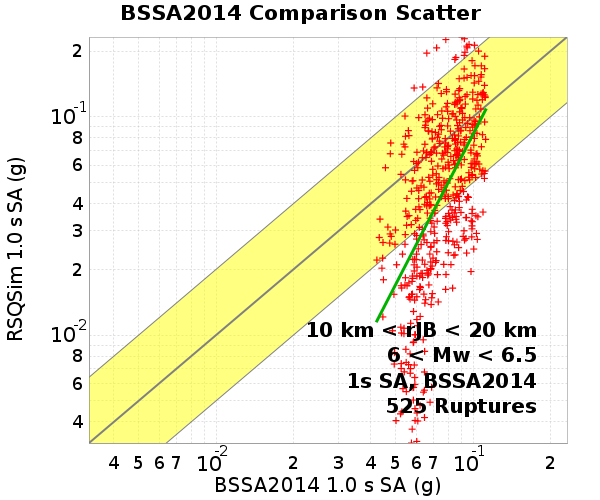 BSSA2014 Comparison Scatter
RSQSim 1.0 s SA (g)
2
10-1
8
6
4
3
2
10-2
8
6
4
10 km < rJB < 20 km
6 < Mw < 6.5
1s SA, BSSA2014
525 Ruptures
4 5 6 7 10-2 2 3 4 5 6 7 10-1 2
BSSA2014 1.0 s SA (g)